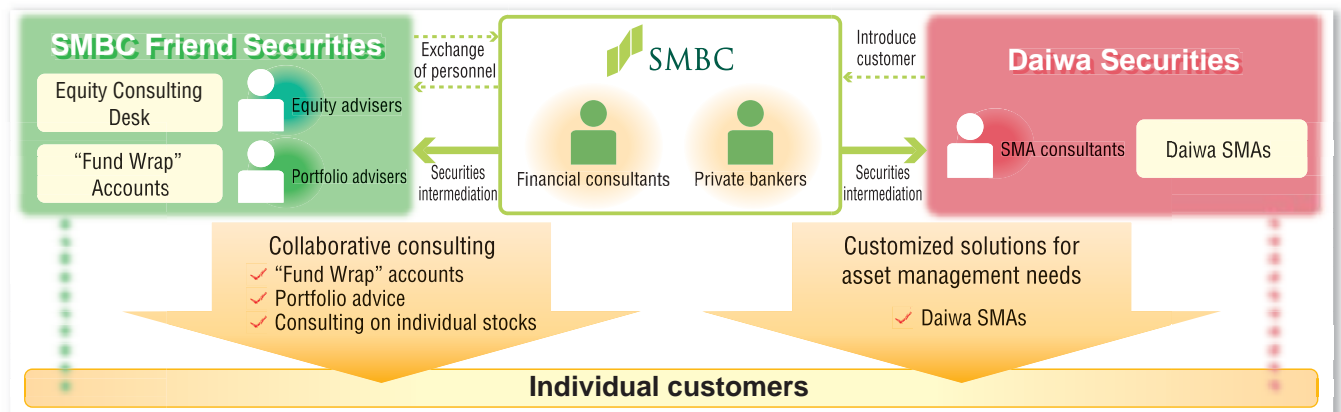 SMBC Friend Securities
Equity Consulting
Desk
Equity advisers
“Fund Wrap”
Accounts
Portfolio advisers
Exchange
of personnel
Securities
intermediation
SMBC
Financial consultants
Private bankers
Introduce
customer
Securities
intermediation
Daiwa Securities
SMA consultants
Daiwa SMAs
Collaborative consulting
“Fund Wrap” accounts
Portfolio advice
Consulting on individual stocks
Customized solutions for
asset management needs
Daiwa SMAs
Individual customers